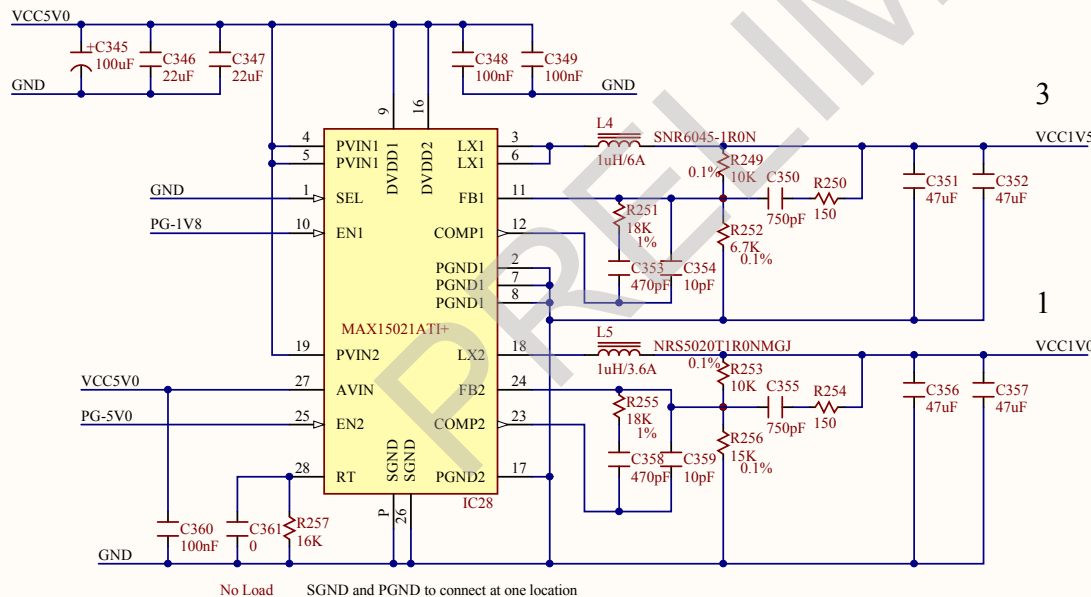 VCC5V0
+C345
100uF
C346
22uF
C347
22uF
C348
100nF
C349
100nF
GND
GND
9
16
3
DVDD1
DVDD2
L4
SNR6045-1R0N
1uH/6A
VCC1V5
4
PVIN1
LX1
3
5
PVIN1
LX1
6
0.1%
R249
10K
C350
750pF
R250
150
C351
47uF
C352
47uF
GND
1
SEL
FB1
11
R251
18K
1%
PG-1V8
10
EN1
COMP1
12
R252
6.7K
0.1%
C353
470pF
C354
10pF
PGND1
2
PGND1
7
PGND1
8
1
MAX15021ATI+
L5
NRS5020T1R0NMGJ
1uH/3.6A
VCC1V0
19
PVIN2
LX2
18
0.1%
R253
10K
C355
750pF
R254
150
C356
47uF
C357
47uF
VCC5V0
27
AVIN
FB2
24
R255
18K
1%
PG-5V0
25
EN2
COMP2
23
R256
15K
0.1%
C358
470pF
C359
10pF
28
RT
SGND
SGND
PGND2
17
IC28
P
26
C360
100nF
C361
0
R257
16K
GND
No Load
SGND and PGND to connect at one location